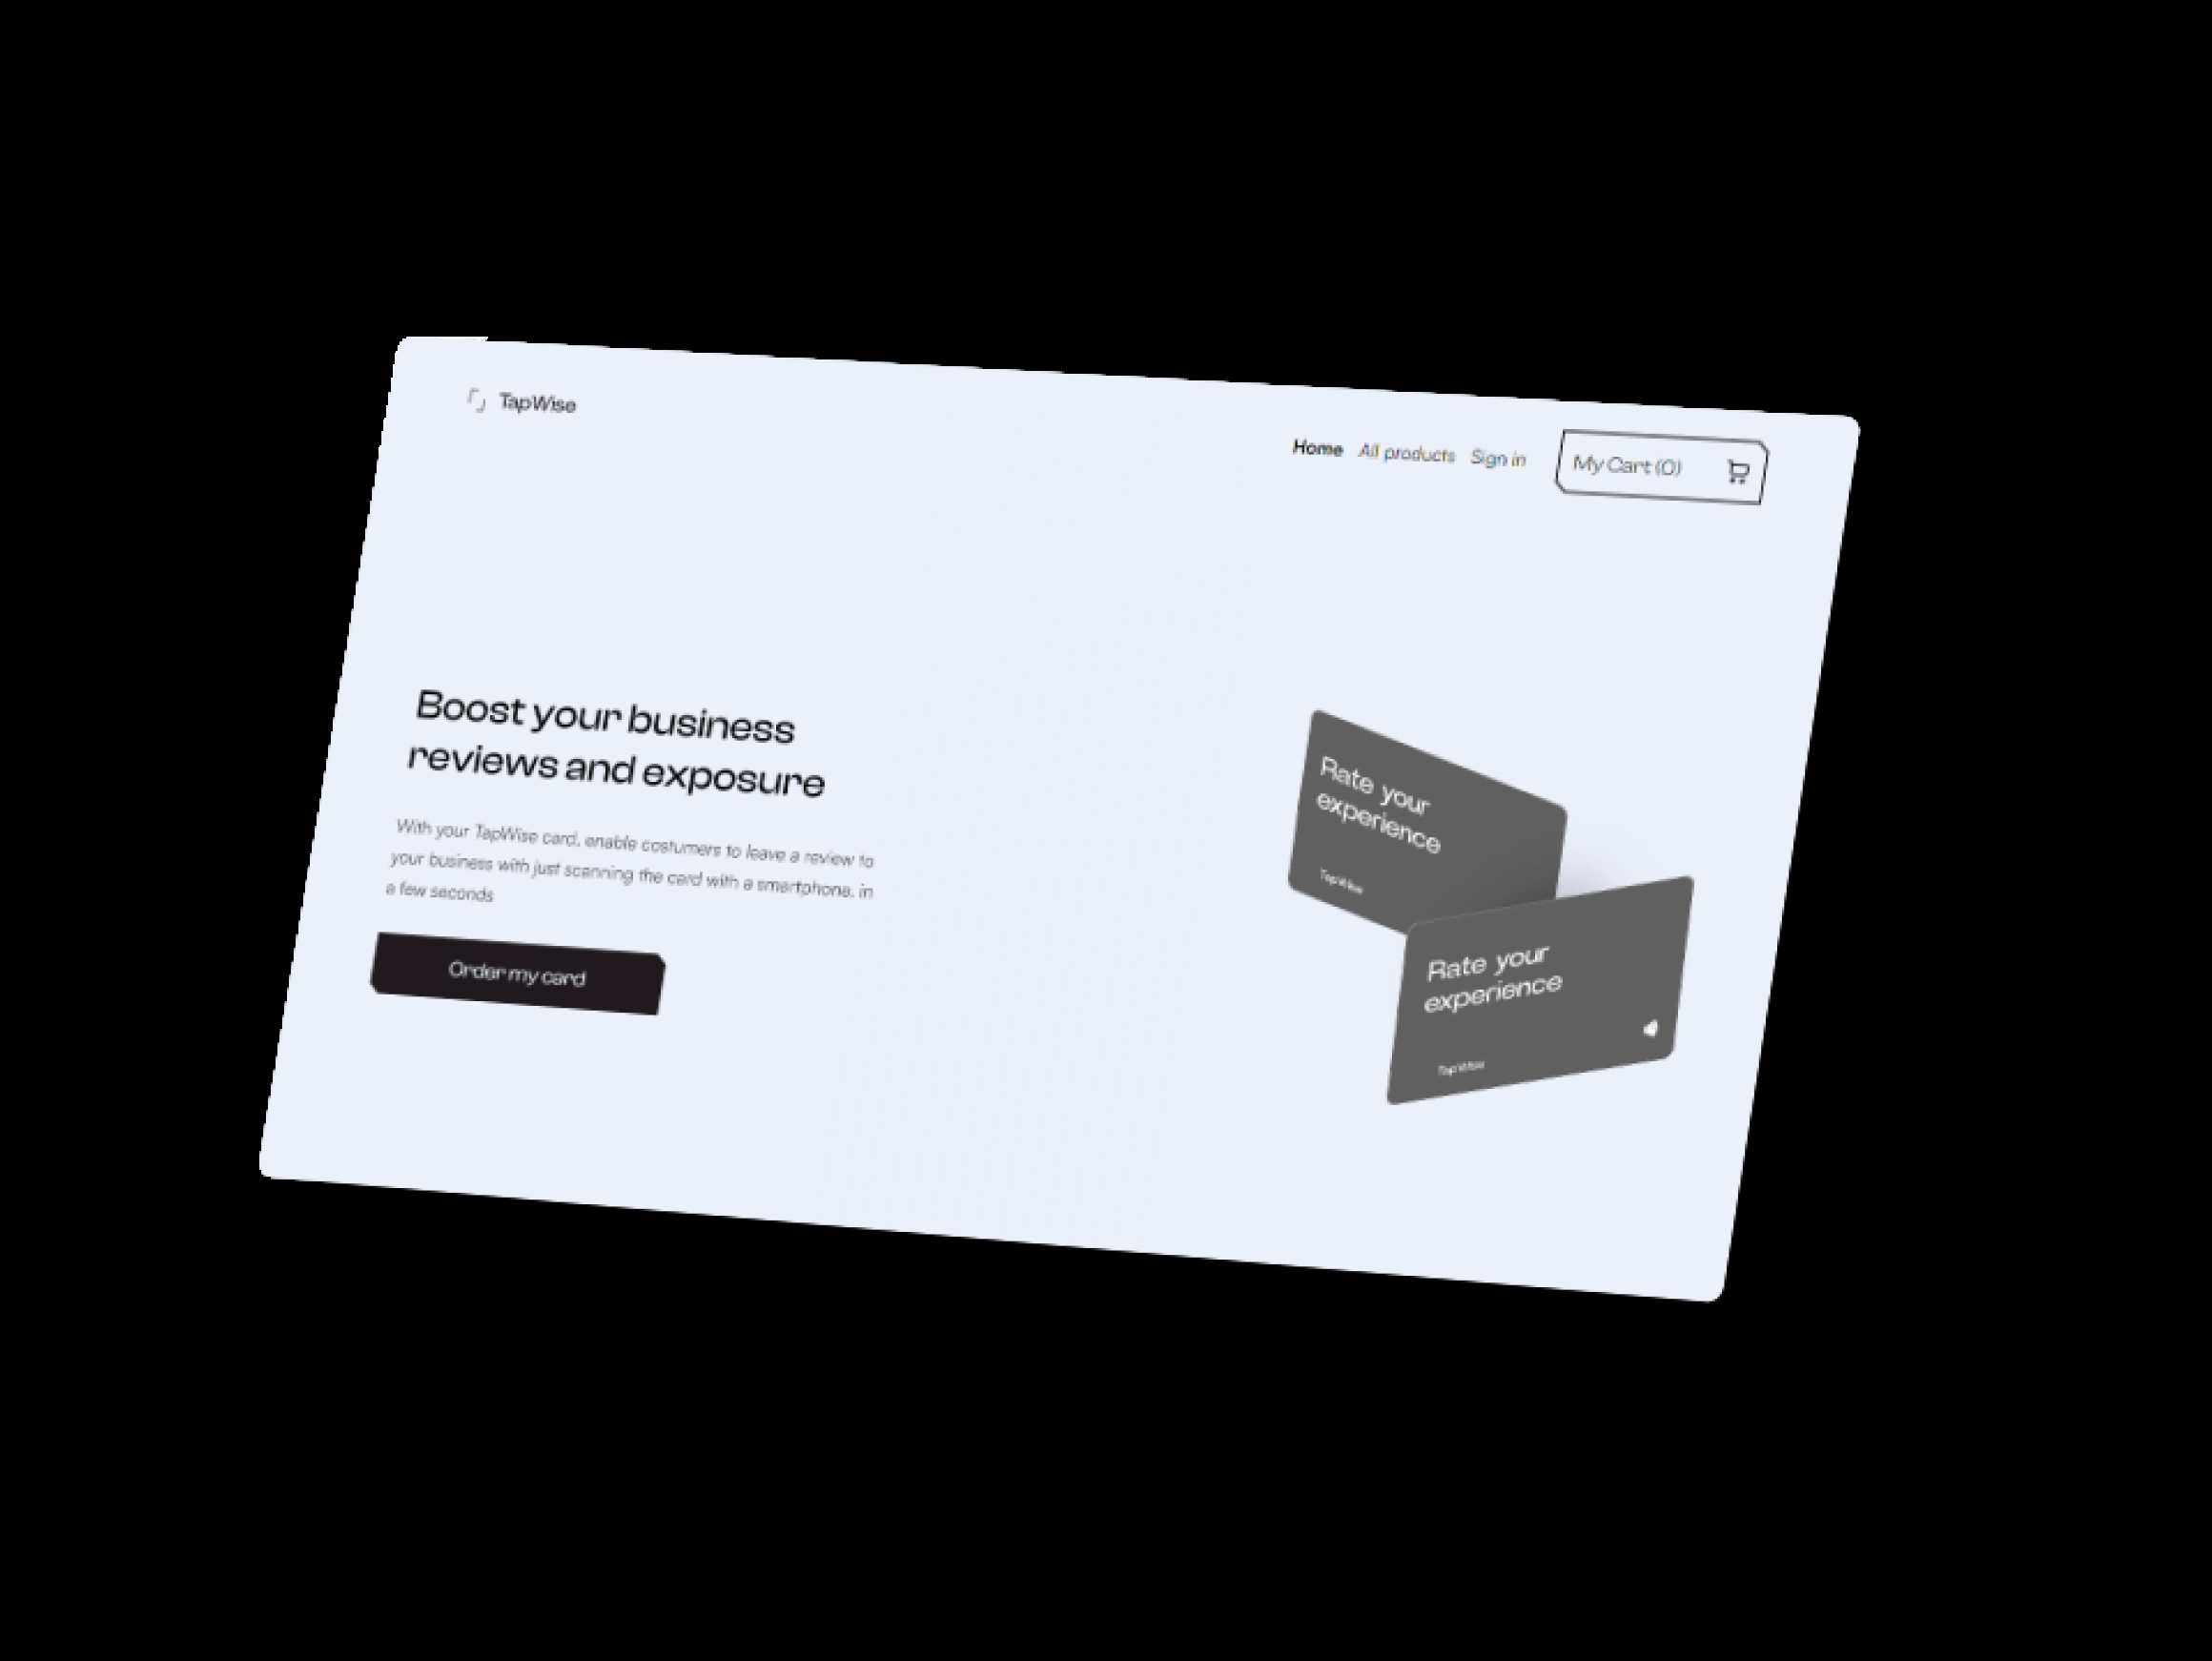 TapWise
Home All products Sign in My Cart (0)
Boost your business
reviews and exposure
With your TapWise card, enable costumers to leave a review to
your business with just scanning the card with a smartphone, in
a few seconds
Order my card
Rate your
experience
TapWise
Rate your
experience
TapWise